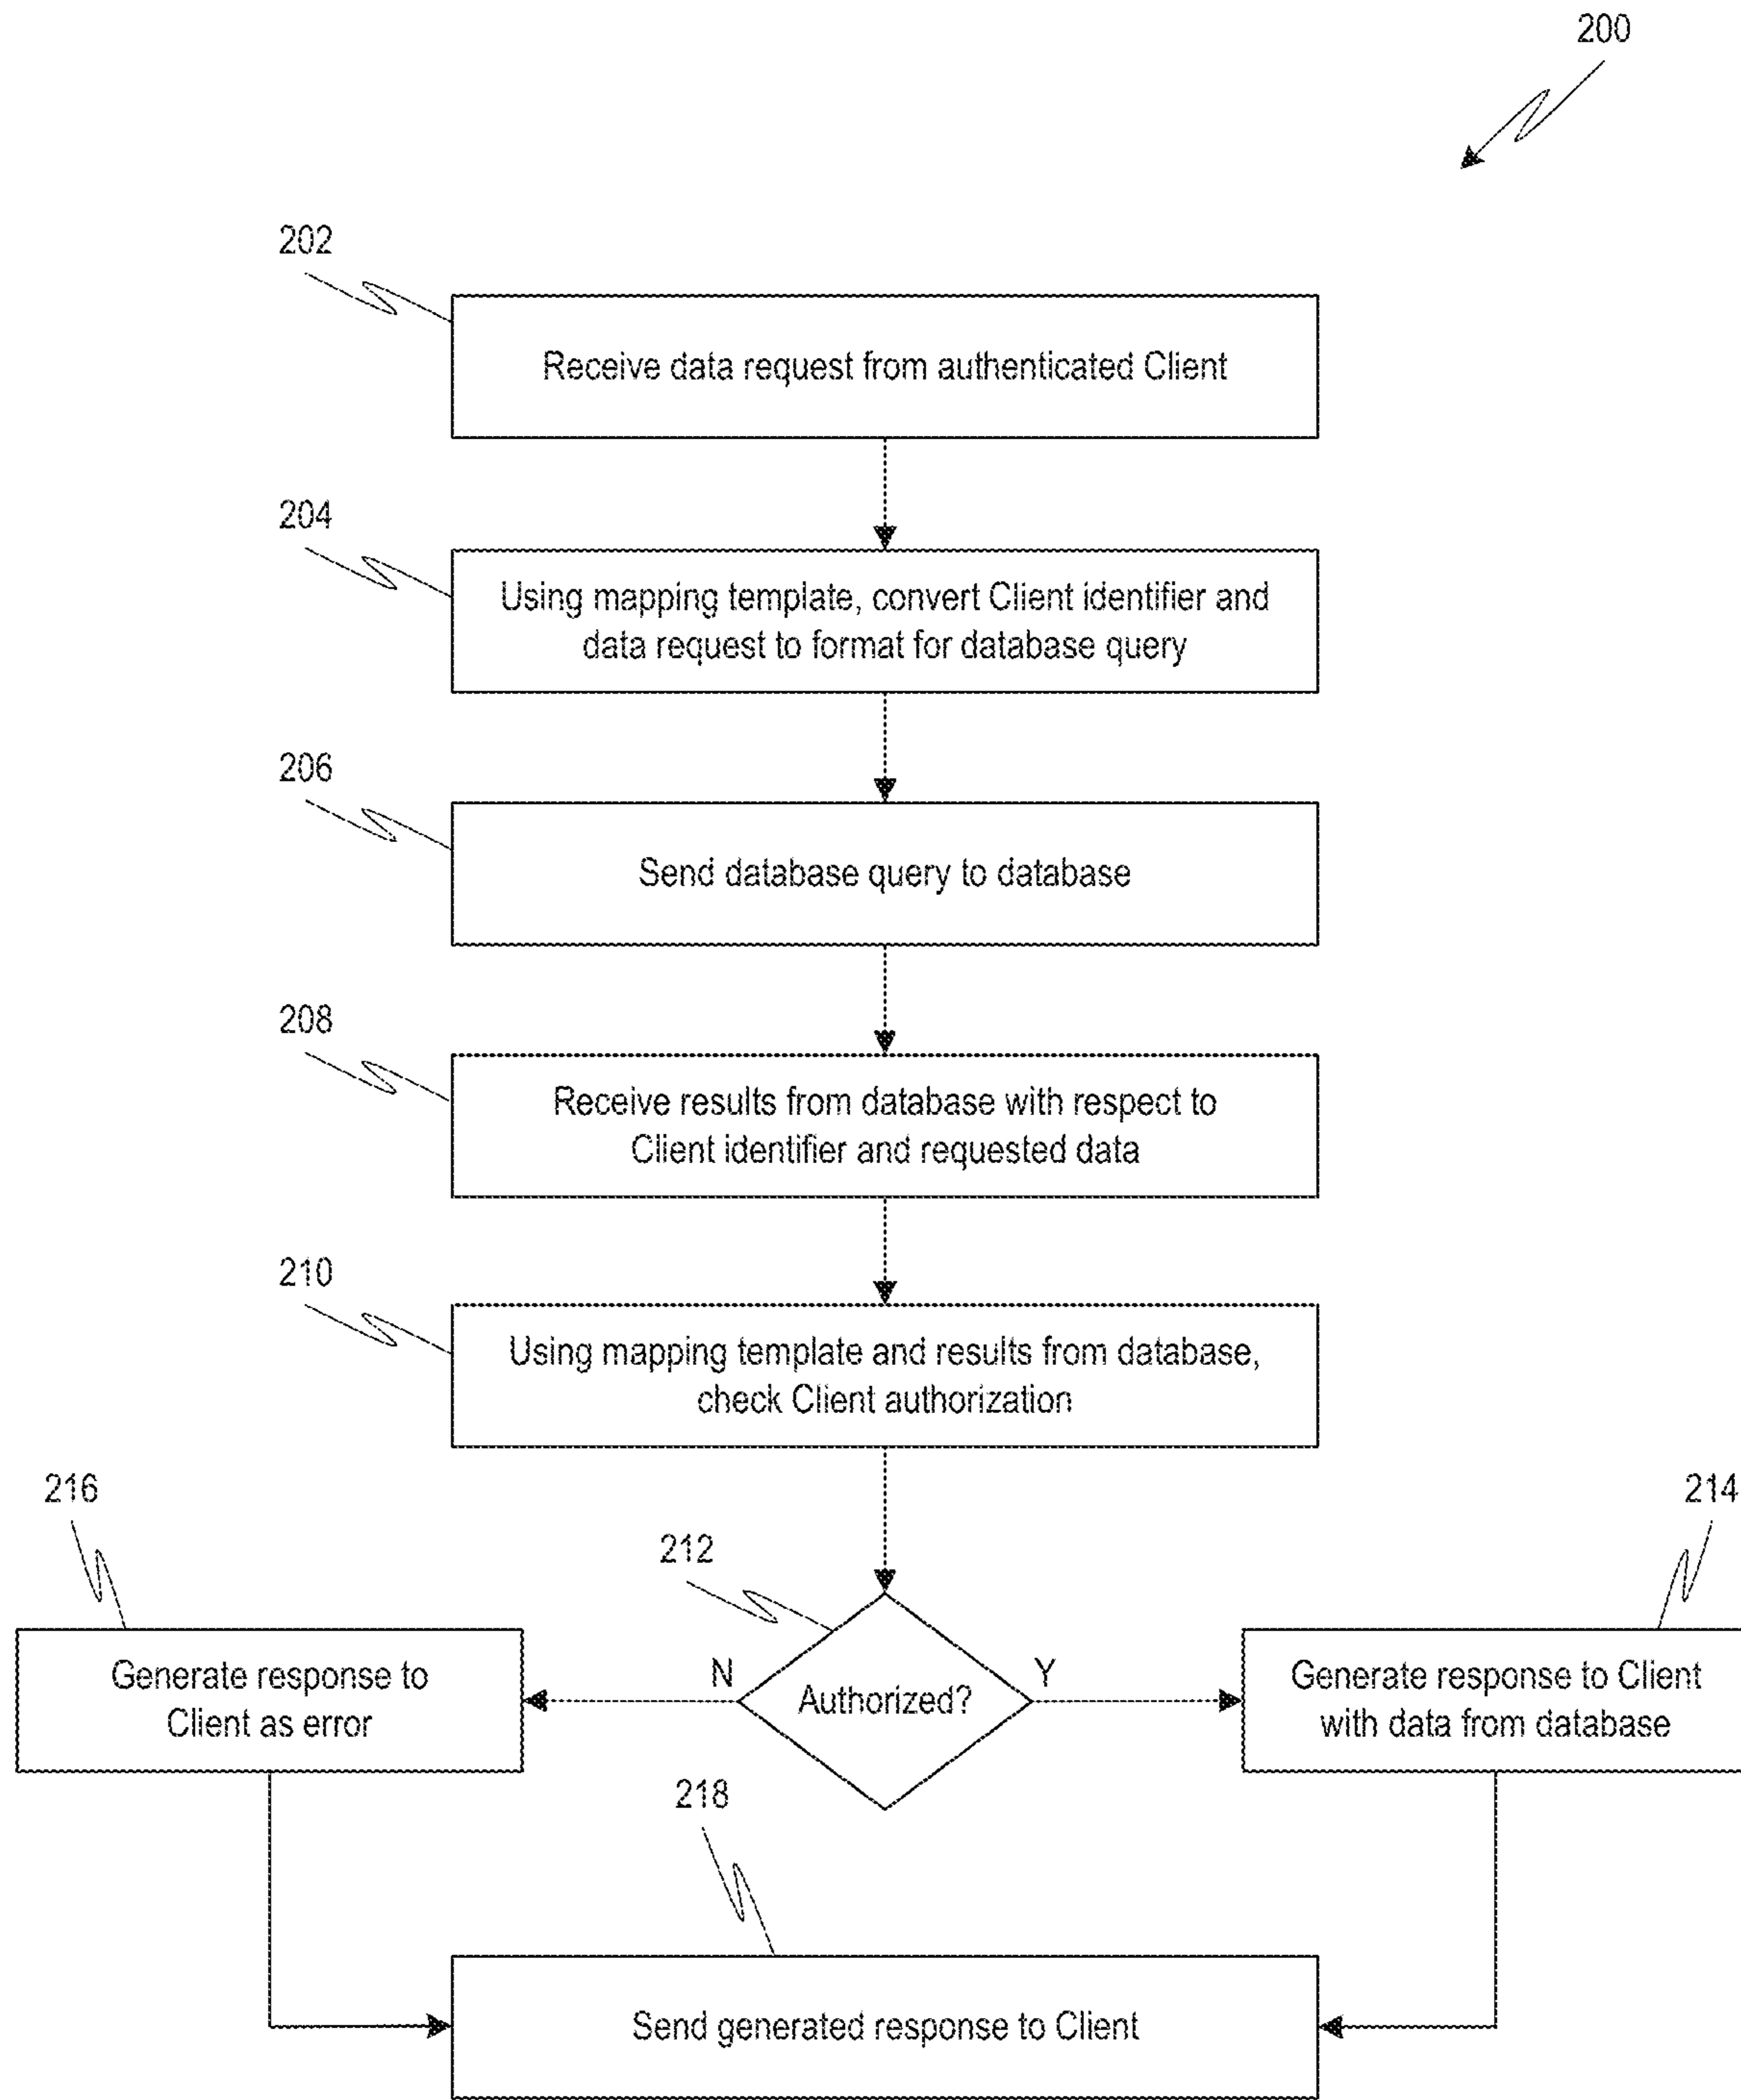 200
202
Receive data request from authenticated Client
204
Using mapping template, convert Client identifier and
data request to format for database query
206
Send database query to database
208
Receive results from database with respect to
Client identifier and requested data
210
Using mapping template and results from database,
check Client authorization
216
214
212
Generate response to
Client as error
N
Authorized?
Y
Generate response to Client
with data from database
218
Send generated response to Client